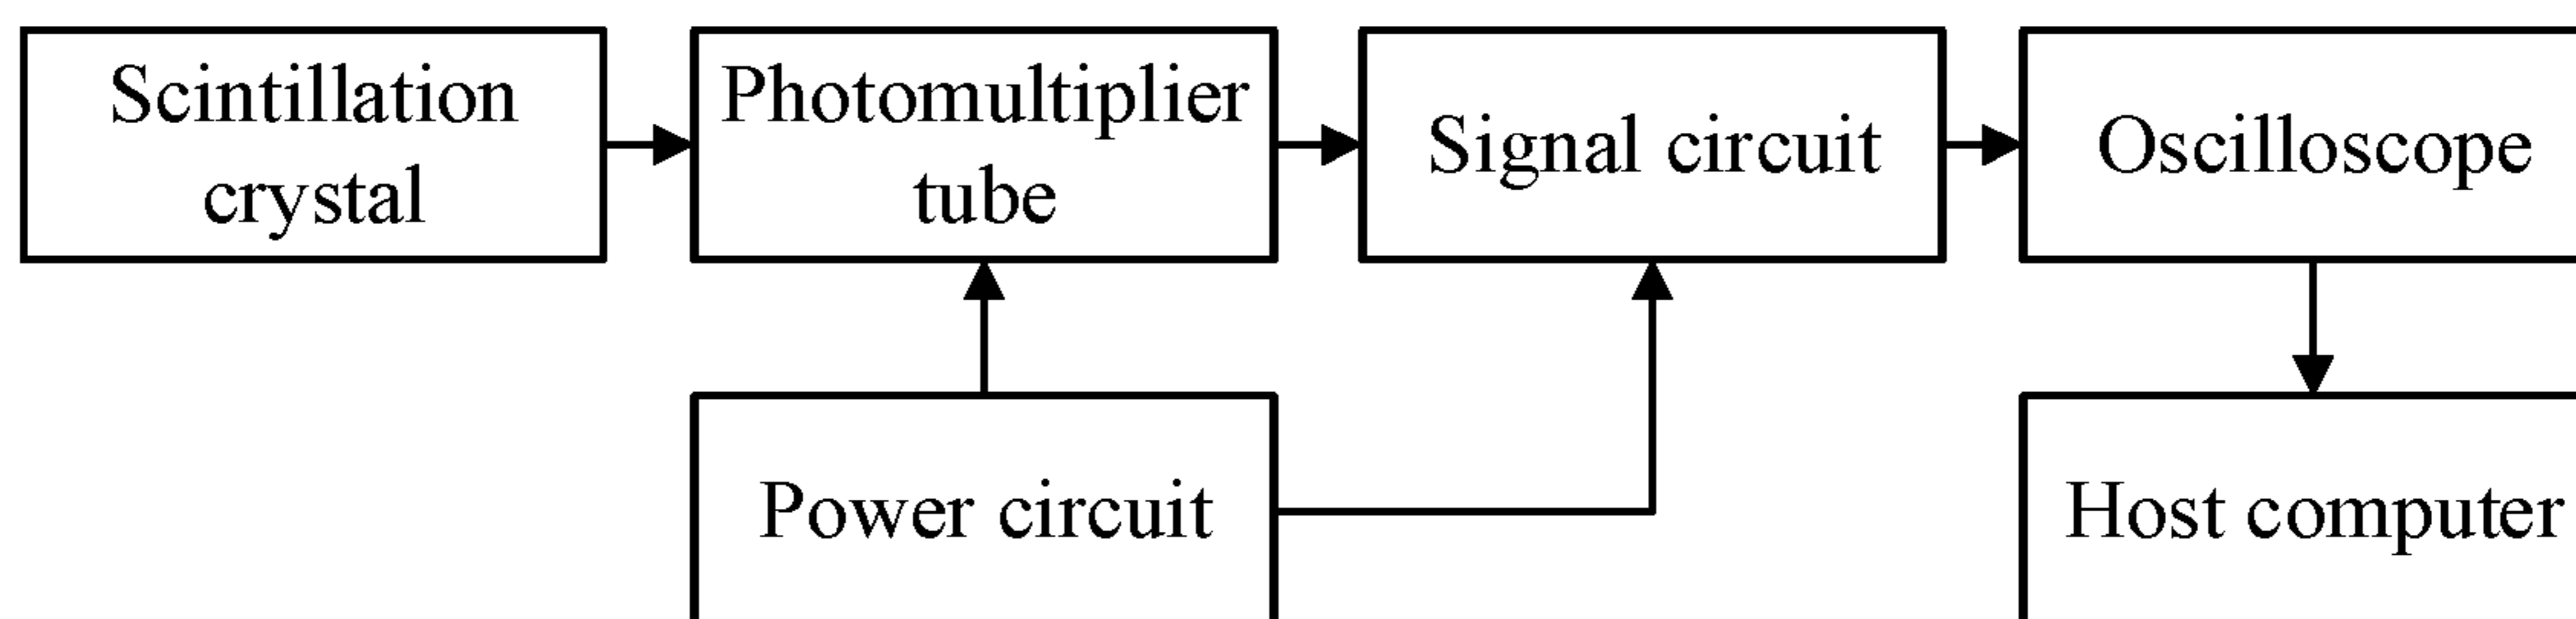 Scintillation
crystal
Photomultiplier
tube
Signal circuit
Oscilloscope
Power circuit
Host computer